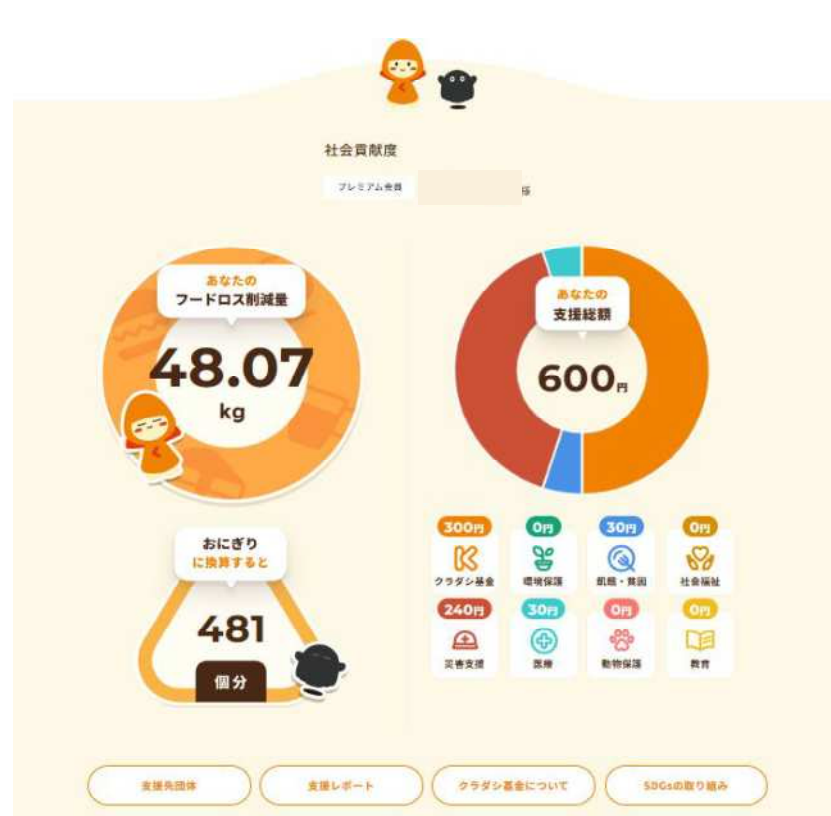 社会貢献度
プレミアム会員
様
あなたの
フードロス削減量
48.07
kg
おにぎり
に換算すると
481
個分
あなたの
支援総額
600円
300円
0円
30円
0円
クラダシ基金
環境保護
飢餓・貧困
社会福祉
240円
30円
0円
0円
災害支援
医療
動物保護
教育
支援先団体
支援レポート
クラダシ基金について
SDGsの取り組み